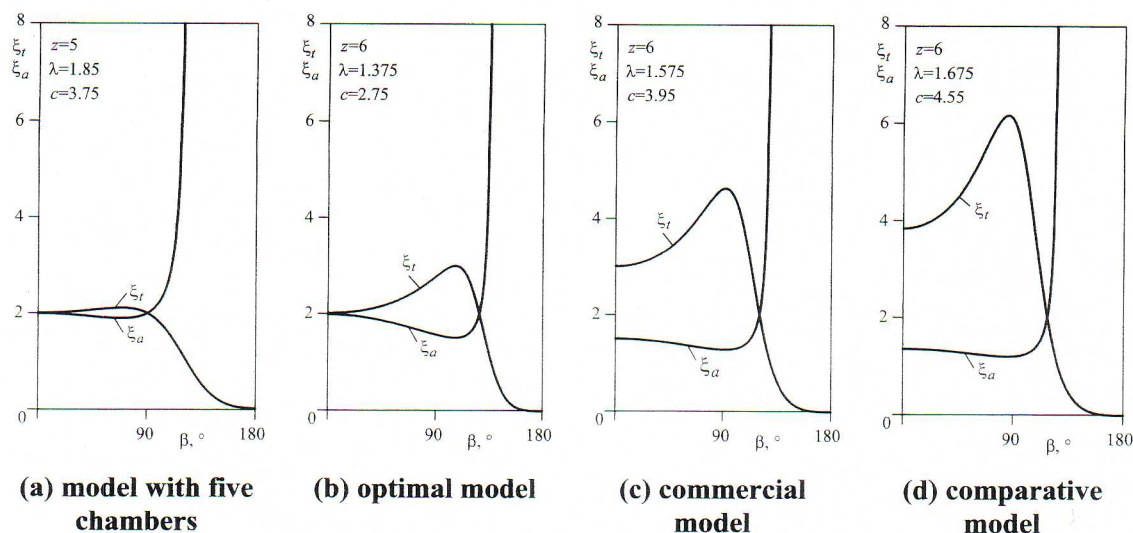 8
ξt
ξa
z=5
λ=1.85
c=3.75
6
4
2
0
ξt
ξa
90
180
β, °
(a) model with five
chambers
8
ξt
ξa
z=6
λ=1.375
c=2.75
6
4
2
0
ξt
ξa
90
180
β, °
(b) optimal model
8
ξt
ξa
z=6
λ=1.575
c=3.95
6
4
2
0
ξt
ξa
90
180
β, °
(c) commercial
model
8
ξt
ξa
z=6
λ=1.675
c=4.55
6
4
2
0
ξt
ξa
90
180
β, °
(d) comparative
model